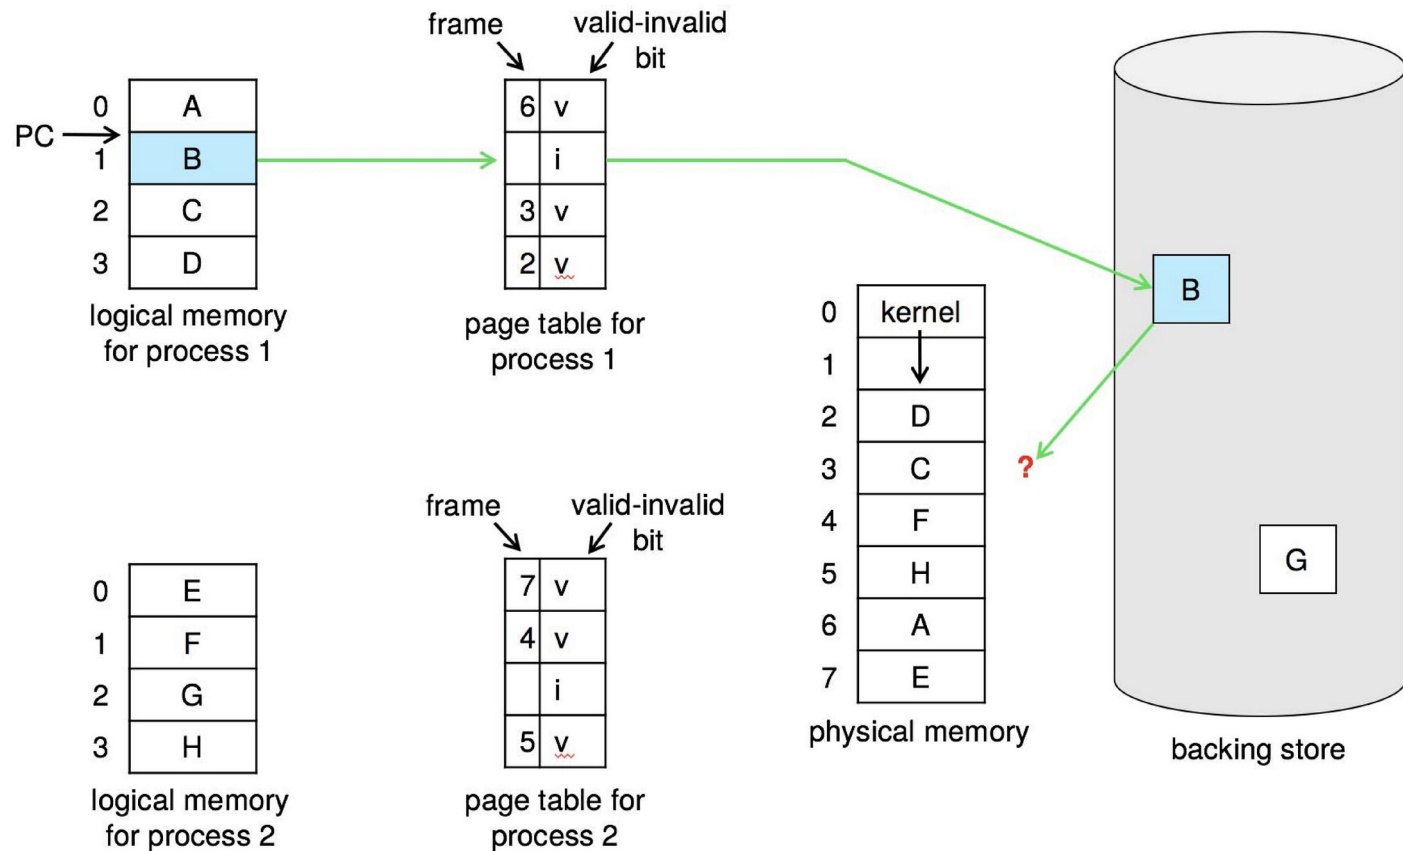 frame
valid-invalid
bit
0 A
PC
1 B
2 C
3 D
logical memory
for process 1
6 v
i
3 v
2 v
page table for
process 1
0 kernel
1
2 D
3 C
4 F
5 H
6 A
7 E
physical memory
?
B
G
backing store
frame
valid-invalid
bit
0 E
1 F
2 G
3 H
logical memory
for process 2
7 v
4 v
i
5 v
page table for
process 2